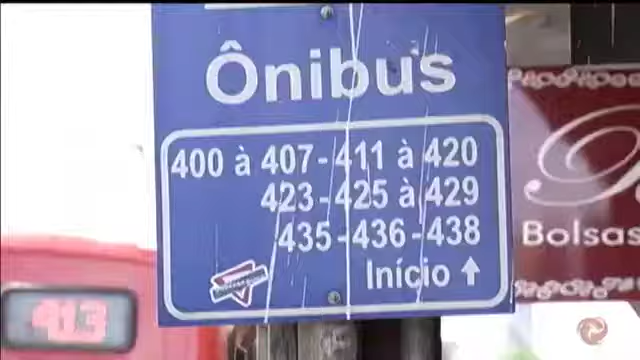 Ônibus
400 à 407-411 à 420
423-425 à 429
435-436-438
Início ↑
413
Bolsas